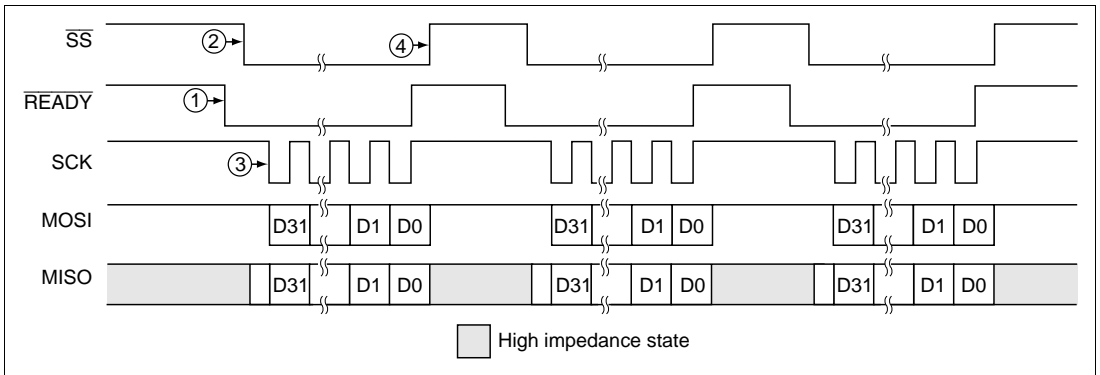 SS ② ④
READY ①
SCK ③
MOSI D31 D1 D0 D31 D1 D0 D31 D1 D0
MISO D31 D1 D0 D31 D1 D0 D31 D1 D0
High impedance state